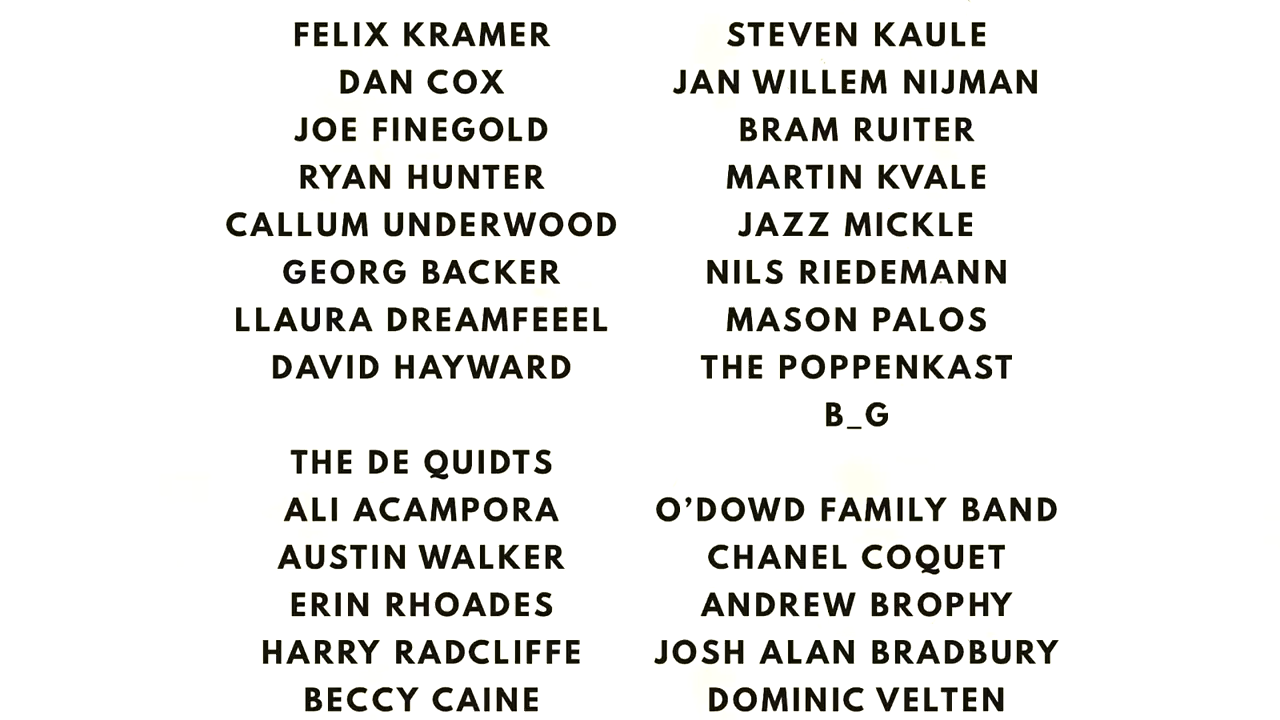 FELIX KRAMER
DAN COX
JOE FINEGOLD
RYAN HUNTER
CALLUM UNDERWOOD
GEORG BACKER
LLAURA DREAMFEEEL
DAVID HAYWARD
THE DE QUIDTS
ALI ACAMPORA
AUSTIN WALKER
ERIN RHOADES
HARRY RADCLIFFE
BECCY CAINE
STEVEN KAULE
JAN WILLEM NIJMAN
BRAM RUITER
MARTIN KVALE
JAZZ MICKLE
NILS RIEDEMANN
MASON PALOS
THE POPPENKAST
B_G
O’DOWD FAMILY BAND
CHANEL COQUET
ANDREW BROPHY
JOSH ALAN BRADBURY
DOMINIC VELTEN